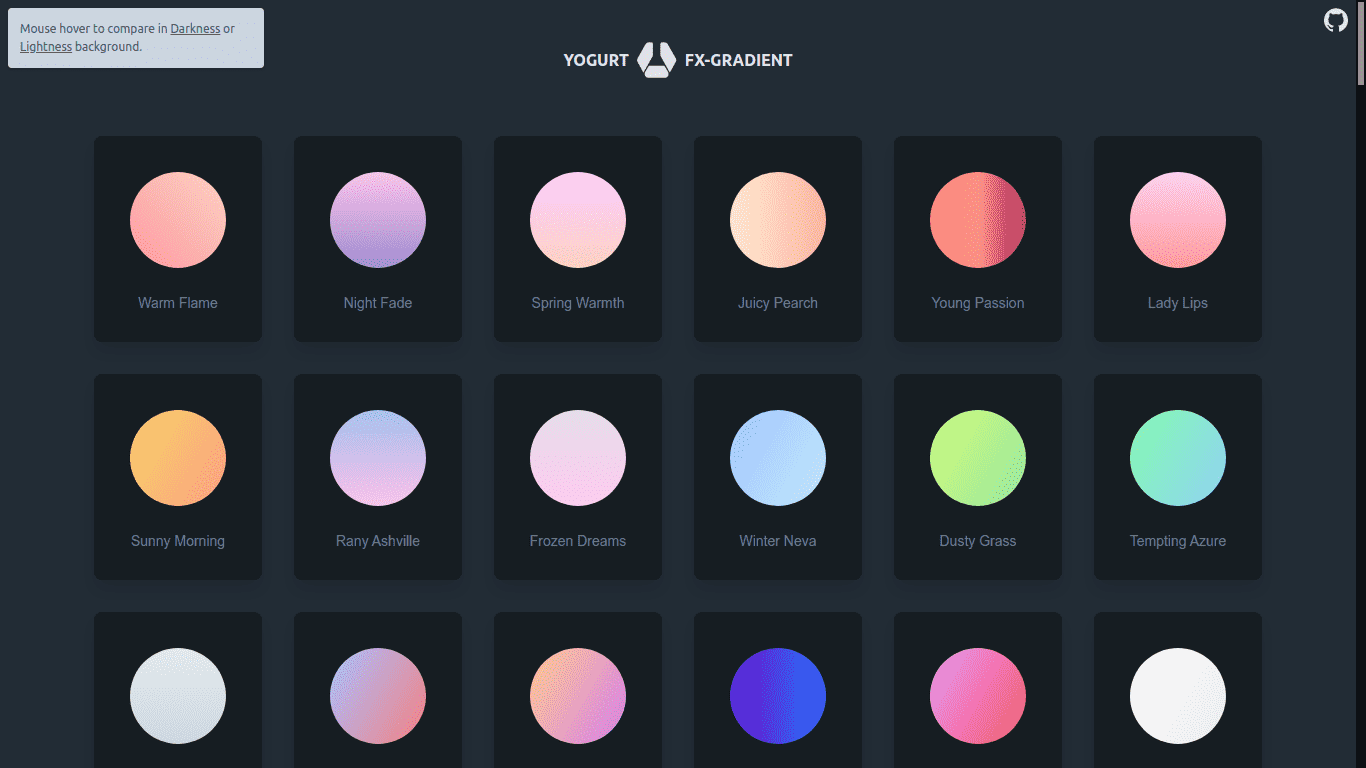 Mouse hover to compare in Darkness or
Lightness background.
YOGURT FX-GRADIENT
Warm Flame
Night Fade
Spring Warmth
Juicy Pearch
Young Passion
Lady Lips
Sunny Morning
Rany Ashville
Frozen Dreams
Winter Neva
Dusty Grass
Tempting Azure